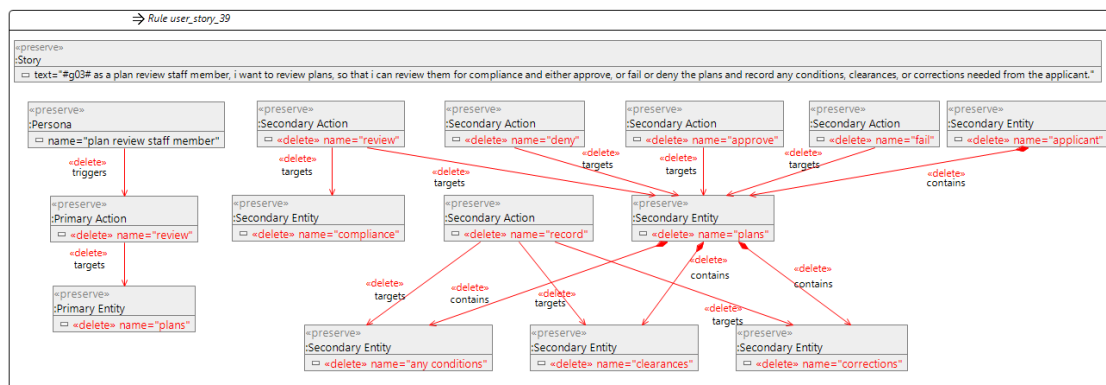 Rule user_story_39
«preserve»
:Story
text="#g03# as a plan review staff member, i want to review plans, so that i can review them for compliance and either approve, or fail or deny the plans and record any conditions, clearances, or corrections needed from the applicant."
«preserve»
:Persona
name="plan review staff member"
«preserve»
:Secondary Action
«delete» name="review"
«preserve»
:Secondary Action
«delete» name="deny"
«preserve»
:Secondary Action
«delete» name="approve"
«preserve»
:Secondary Action
«delete» name="fail"
«preserve»
:Secondary Entity
«delete» name="applicant"
«delete»
triggers
«delete»
targets
«delete»
targets
«delete»
targets
«delete»
targets
«delete»
targets
«delete»
contains
«preserve»
:Primary Action
«delete» name="review"
«preserve»
:Secondary Entity
«delete» name="compliance"
«preserve»
:Secondary Action
«delete» name="record"
«preserve»
:Secondary Entity
«delete» name="plans"
«delete»
targets
«delete»
targets
«delete»
contains
«delete»
targets
«delete»
contains
«delete»
targets
«delete»
contains
«preserve»
:Primary Entity
«delete» name="plans"
«preserve»
:Secondary Entity
«delete» name="any conditions"
«preserve»
:Secondary Entity
«delete» name="clearances"
«preserve»
:Secondary Entity
«delete» name="corrections"